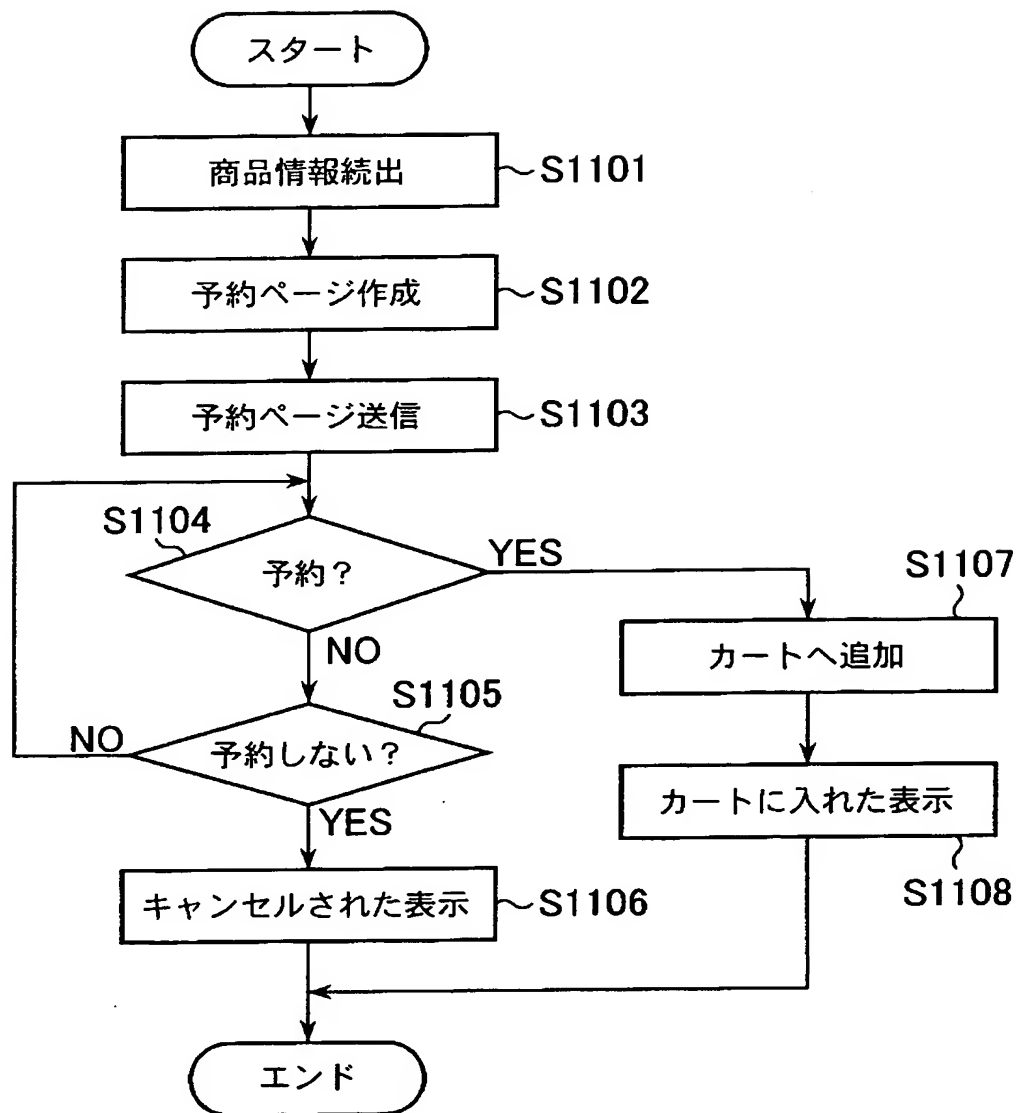 スタート
商品情報続出
S1101
予約ページ作成
S1102
予約ページ送信
S1103
S1104
予約？
YES
NO
S1107
カートへ追加
S1105
予約しない？
NO
YES
カートに入れた表示
S1108
キャンセルされた表示
S1106
エンド